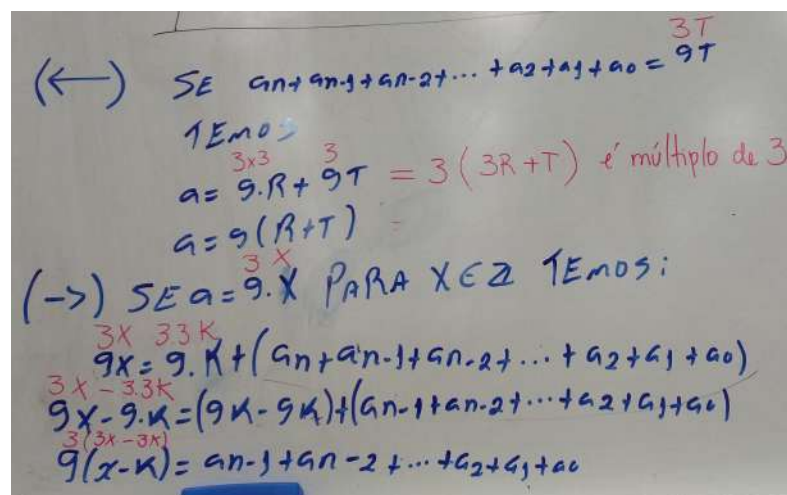 3T
(←) SE an+an-1+an-2+...+a2+a1+a0=9T
TEMOS
3x3 3
a=9.R+9T = 3(3R+T) é múltiplo de 3
a=9(R+T) =
3 X
(->) SE a=9.X PARA X∈Z TEMOS:
3X 33K
9X=9.K+(an+an-1+an-2+...+a2+a1+a0)
3X-3.3K
9X-9.K=(9K-9K)+(an-1+an-2+...+a2+a1+a0)
3(3X-3K)
9(x-K)=an-1+an-2+...+a2+a1+a0